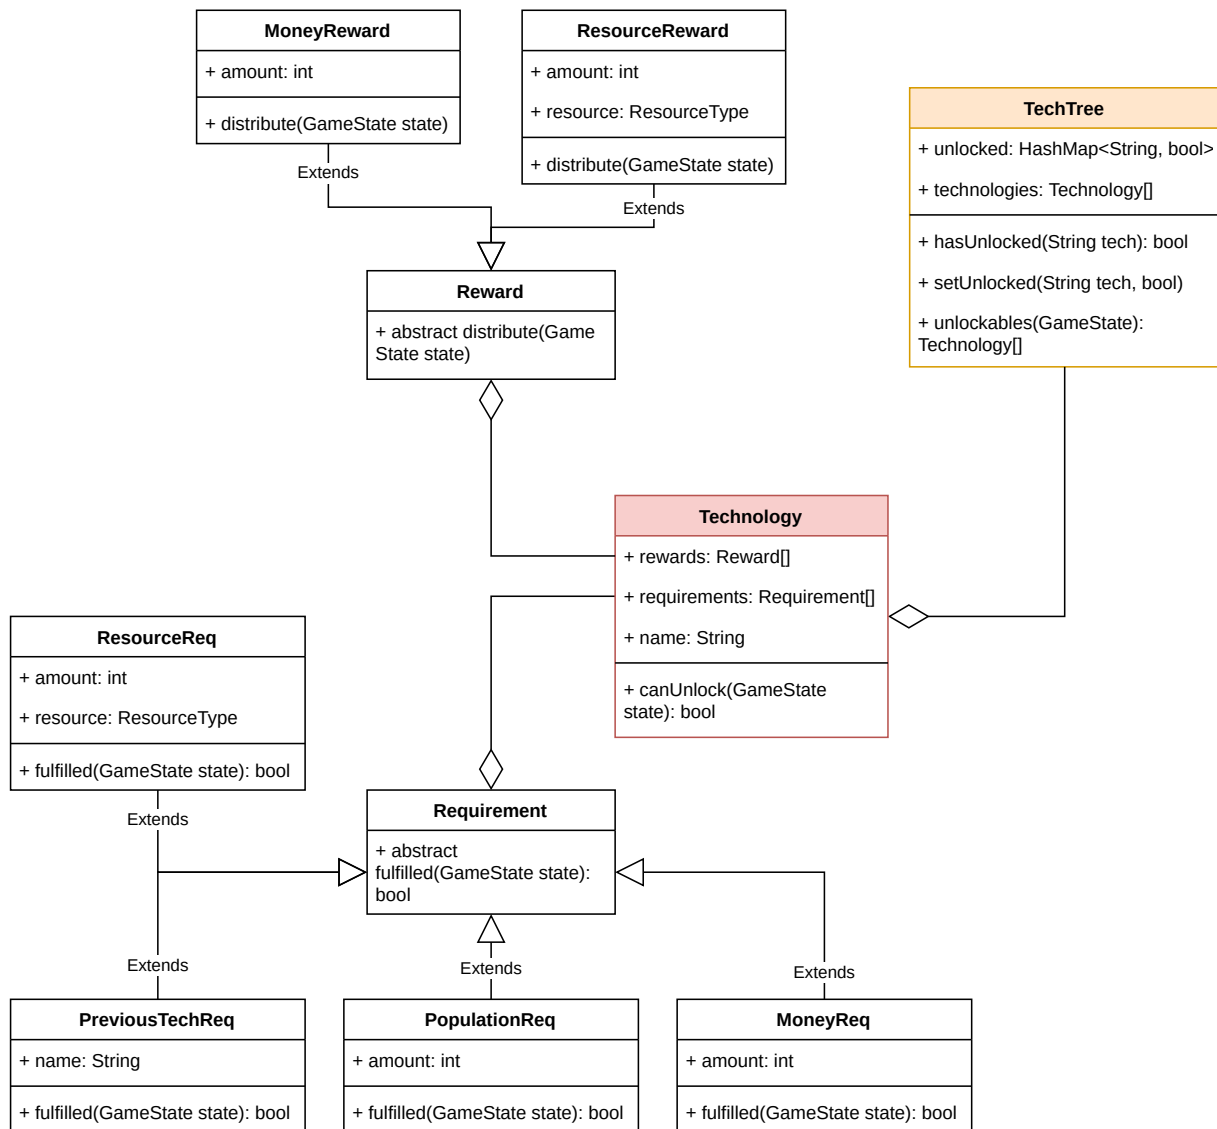 MoneyReward
+ amount: int
+ distribute(GameState state)
Extends
ResourceReward
+ amount: int
+ resource: ResourceType
+ distribute(GameState state)
Extends
TechTree
+ unlocked: HashMap<String, bool>
+ technologies: Technology[]
+ hasUnlocked(String tech): bool
+ setUnlocked(String tech, bool)
+ unlockables(GameState):
Technology[]
Reward
+ abstract distribute(Game
State state)
Technology
+ rewards: Reward[]
+ requirements: Requirement[]
+ name: String
+ canUnlock(GameState
state): bool
ResourceReq
+ amount: int
+ resource: ResourceType
+ fulfilled(GameState state): bool
Extends
Requirement
+ abstract
fulfilled(GameState state):
bool
Extends
PreviousTechReq
+ name: String
+ fulfilled(GameState state): bool
Extends
PopulationReq
+ amount: int
+ fulfilled(GameState state): bool
Extends
MoneyReq
+ amount: int
+ fulfilled(GameState state): bool